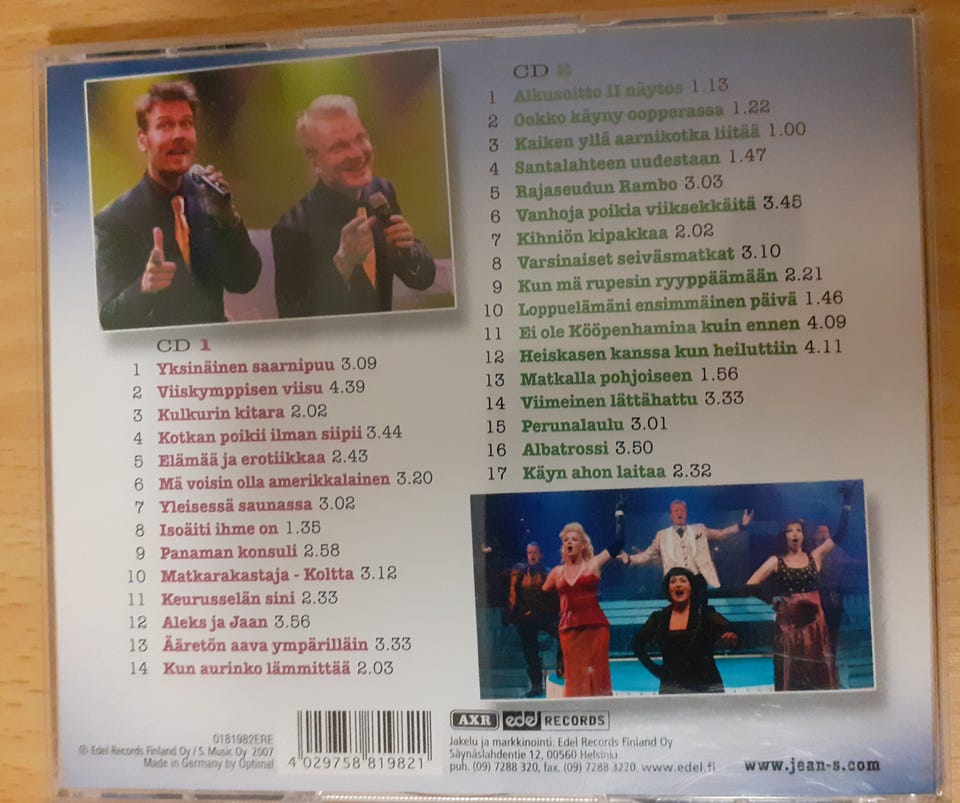 CD 1
1 Yksinäinen saarnipuu 3.09
2 Viiskymppisen viisu 4.39
3 Kulkurin kitara 2.02
4 Kotkan poikii ilman siipii 3.44
5 Elämää ja erotiikkaa 2.43
6 Mä voisin olla amerikkalainen 3.20
7 Yleisessä saunassa 3.02
8 Isoäiti ihme on 1.35
9 Panaman konsuli 2.58
10 Matkarakastaja - Koltta 3.12
11 Keurusselän sini 2.33
12 Aleks ja Jaan 3.56
13 Ääretön aava ympärilläin 3.33
14 Kun aurinko lämmittää 2.03
CD 2
1 Alkusoitto II näytös 1.13
2 Ookko käyny oopperassa 1.22
3 Kaiken yllä aarnikotka liitää 1.00
4 Santalahteen uudestaan 1.47
5 Rajaseudun Rambo 3.03
6 Vanhoja poikia viiksekkäitä 3.45
7 Kihniön kipakkaa 2.02
8 Varsinaiset seiväsmatkat 3.10
9 Kun mä rupesin ryyppäämään 2.21
10 Loppuelämäni ensimmäinen päivä 1.46
11 Ei ole Kööpenhamina kuin ennen 4.09
12 Heiskasen kanssa kun heiluttiin 4.11
13 Matkalla pohjoiseen 1.56
14 Viimeinen lättähattu 3.33
15 Perunalaulu 3.01
16 Albatrossi 3.50
17 Käyn ahon laitaa 2.32
0181982ERE
℗ Edel Records Finland Oy / S. Music Oy 2007
Made in Germany by Optimal
4 029758 819821
AXR edel RECORDS
Jakelu ja markkinointi: Edel Records Finland Oy
Säynäslahdentie 12, 00560 Helsinki
puh. (09) 7288 320, fax. (09) 7288 3220. www.edel.fi
www.jean-s.com